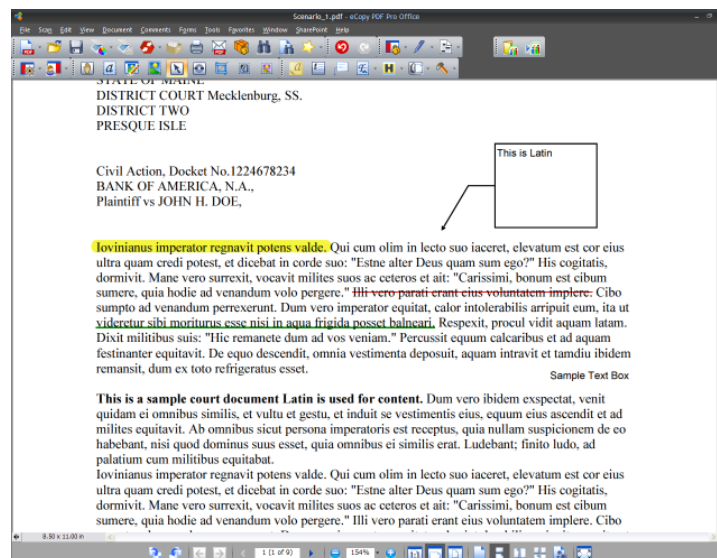 Scenario_1.pdf - eCopy PDF Pro Office
File Scan Edit View Document Comments Forms Tools Favorites Window SharePoint Help
STATE OF MAINE
DISTRICT COURT Mecklenburg, SS.
DISTRICT TWO
PRESQUE ISLE
This is Latin
Civil Action, Docket No.1224678234
BANK OF AMERICA, N.A.,
Plaintiff vs JOHN H. DOE,
Iovinianus imperator regnavit potens valde. Qui cum olim in lecto suo iaceret, elevatum est cor eius
ultra quam credi potest, et dicebat in corde suo: "Estne alter Deus quam sum ego?" His cogitatis,
dormivit. Mane vero surrexit, vocavit milites suos ac ceteros et ait: "Carissimi, bonum est cibum
sumere, quia hodie ad venandum volo pergere." Illi vero parati erant eius voluntatem implere. Cibo
sumpto ad venandum perrexerunt. Dum vero imperator equitat, calor intolerabilis arripuit eum, ita ut
videretur sibi moriturus esse nisi in aqua frigida posset balneari. Respexit, procul vidit aquam latam.
Dixit militibus suis: "Hic remanete dum ad vos veniam." Percussit equum calcaribus et ad aquam
festinanter equitavit. De equo descendit, omnia vestimenta deposuit, aquam intravit et tamdiu ibidem
remansit, dum ex toto refrigeratus esset.
Sample Text Box
This is a sample court document Latin is used for content. Dum vero ibidem exspectat, venit
quidam ei omnibus similis, et vultu et gestu, et induit se vestimentis eius, equum eius ascendit et ad
milites equitavit. Ab omnibus sicut persona imperatoris est receptus, quia nullam suspicionem de eo
habebant, nisi quod dominus suus esset, quia omnibus ei similis erat. Ludebant; finito ludo, ad
palatium cum militibus equitabat.
Iovinianus imperator regnavit potens valde. Qui cum olim in lecto suo iaceret, elevatum est cor eius
ultra quam credi potest, et dicebat in corde suo: "Estne alter Deus quam sum ego?" His cogitatis,
dormivit. Mane vero surrexit, vocavit milites suos ac ceteros et ait: "Carissimi, bonum est cibum
sumere, quia hodie ad venandum volo pergere." Illi vero parati erant eius voluntatem implere. Cibo
8.50 x 11.00 in
1 (1 of 9)
154%